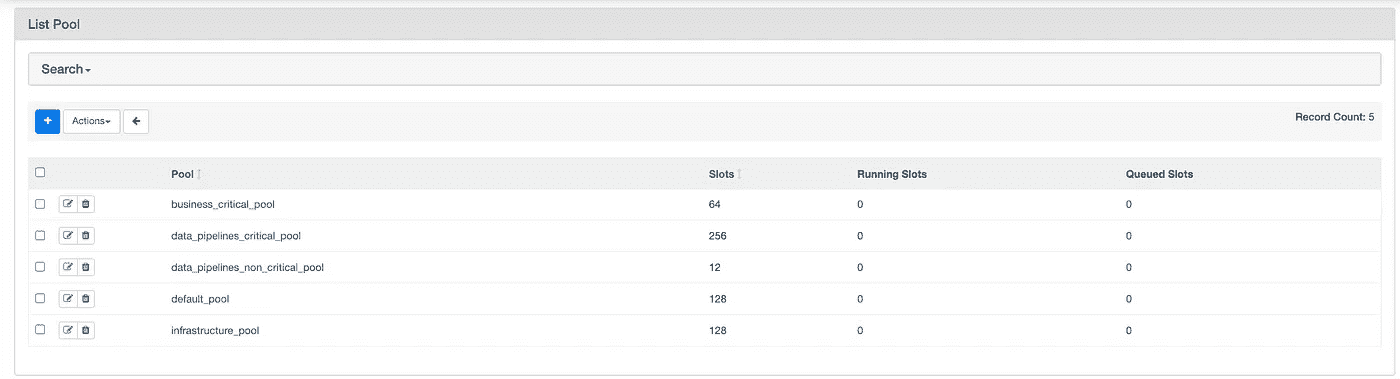 List Pool
Search
+ Actions
Record Count: 5
Pool Slots Running Slots Queued Slots
business_critical_pool 64 0 0
data_pipelines_critical_pool 256 0 0
data_pipelines_non_critical_pool 12 0 0
default_pool 128 0 0
infrastructure_pool 128 0 0